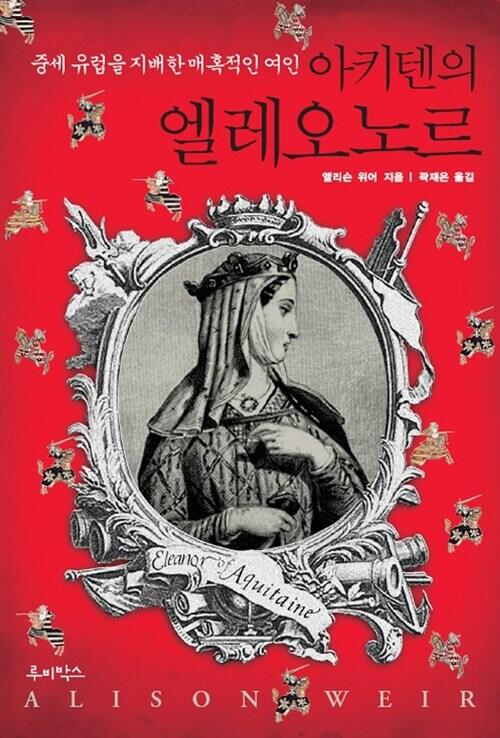 중세 유럽을 지배한 매혹적인 여인 아키텐의
엘레오노르
앨리슨 위어 지음 | 곽재은 옮김
Eleanor of Aquitaine
루비박스
ALISON WEIR